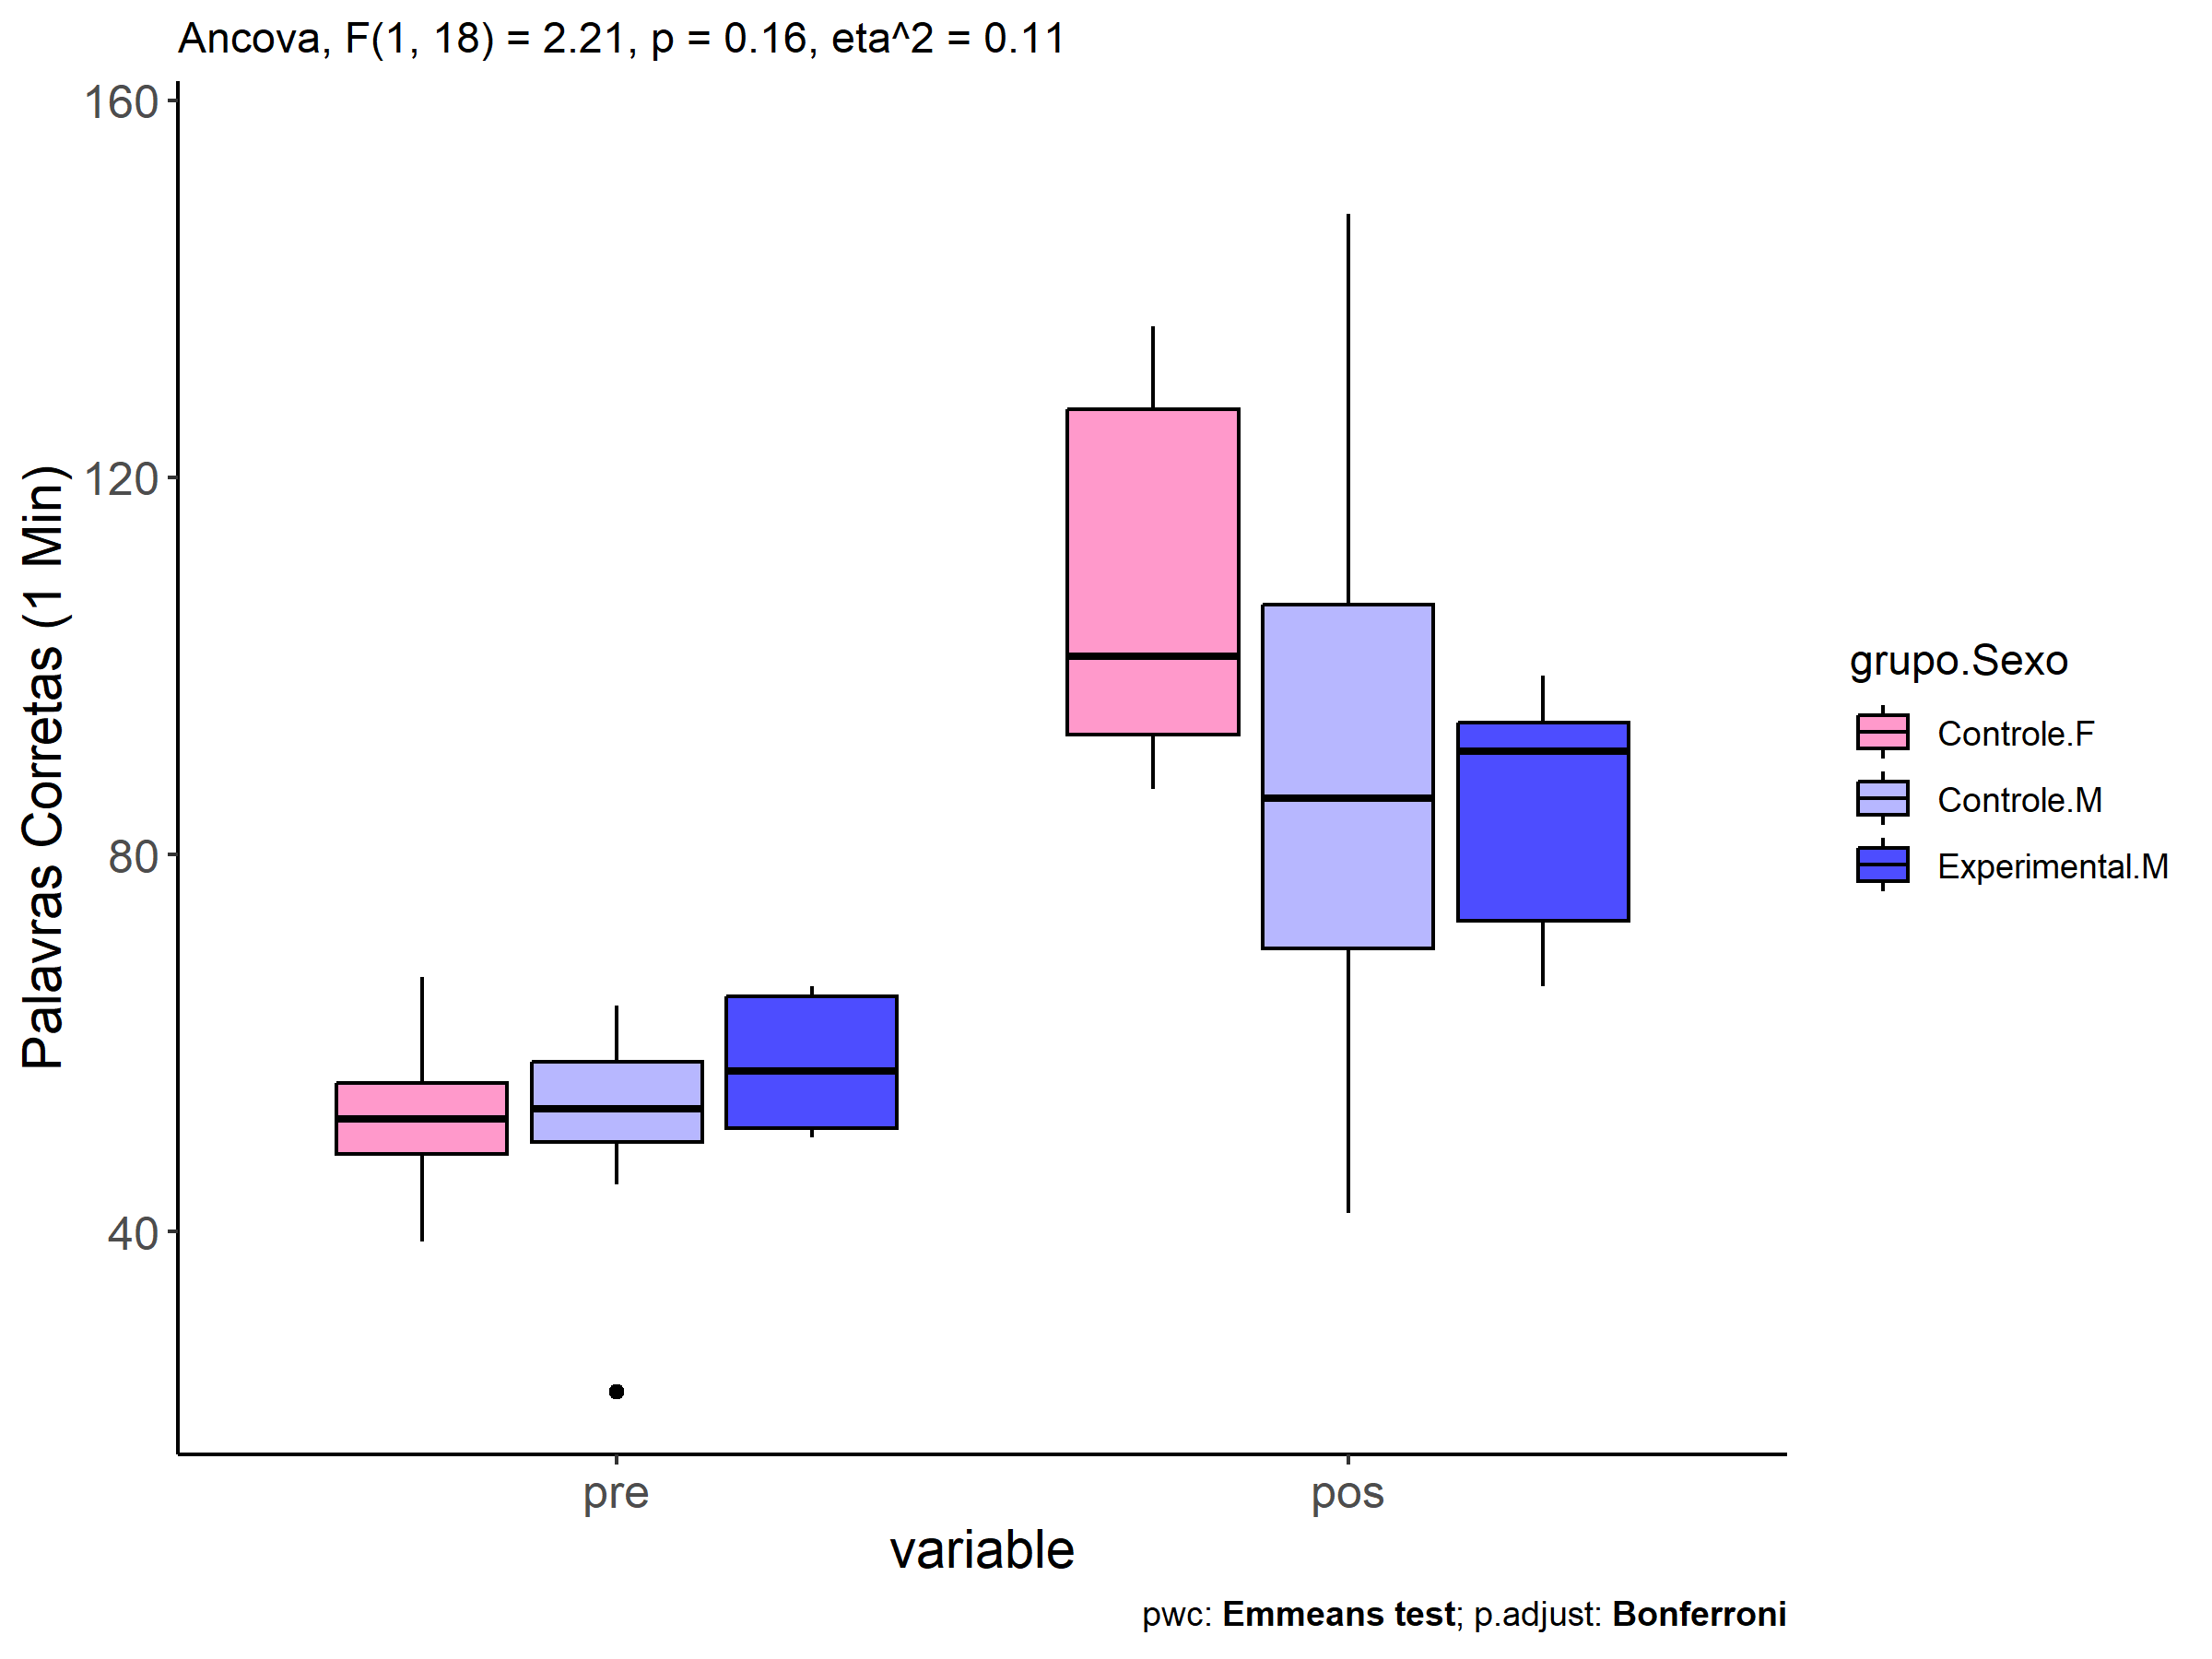 Ancova, F(1, 18) = 2.21, p = 0.16, eta^2 = 0.11
Palavras Corretas (1 Min)
160
120
80
40
pre
pos
variable
grupo.Sexo
Controle.F
Controle.M
Experimental.M
pwc: Emmeans test; p.adjust: Bonferroni